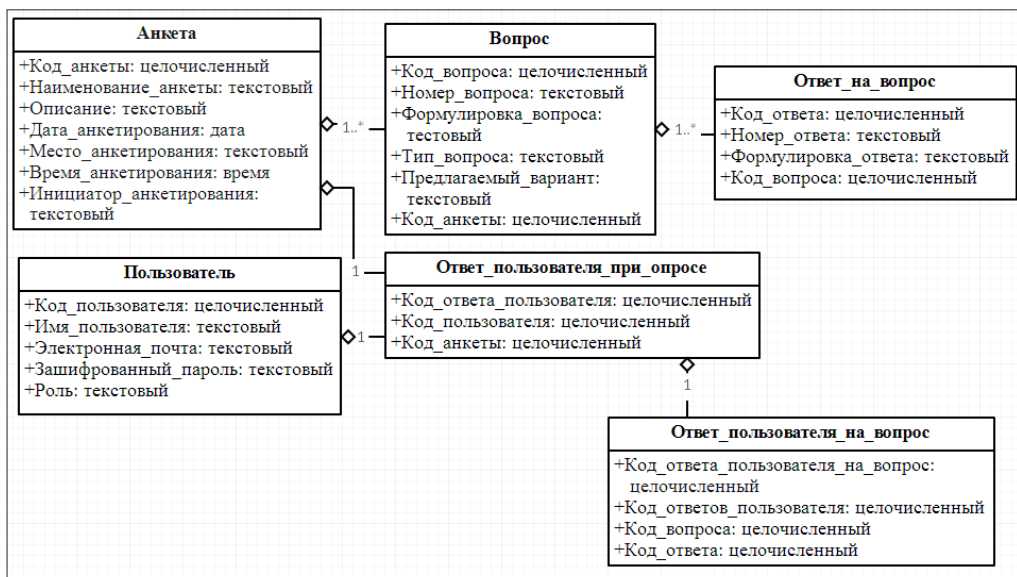 Анкета
+Код_анкеты: целочисленный
+Наименование_анкеты: текстовый
+Описание: текстовый
+Дата_анкетирования: дата
+Место_анкетирования: текстовый
+Время_анкетирования: время
+Инициатор_анкетирования:
текстовый
1..*
Вопрос
+Код_вопроса: целочисленный
+Номер_вопроса: текстовый
+Формулировка_вопроса:
тестовый
+Тип_вопроса: текстовый
+Предлагаемый_вариант:
текстовый
+Код_анкеты: целочисленный
1..*
Ответ_на_вопрос
+Код_ответа: целочисленный
+Номер_ответа: текстовый
+Формулировка_ответа: текстовый
+Код_вопроса: целочисленный
Пользователь
+Код_пользователя: целочисленный
+Имя_пользователя: текстовый
+Электронная_почта: текстовый
+Зашифрованный_пароль: текстовый
+Роль: текстовый
1
1
Ответ_пользователя_при_опросе
+Код_ответа_пользователя: целочисленный
+Код_пользователя: целочисленный
+Код_анкеты: целочисленный
1
Ответ_пользователя_на_вопрос
+Код_ответа_пользователя_на_вопрос:
целочисленный
+Код_ответов_пользователя: целочисленный
+Код_вопроса: целочисленный
+Код_ответа: целочисленный